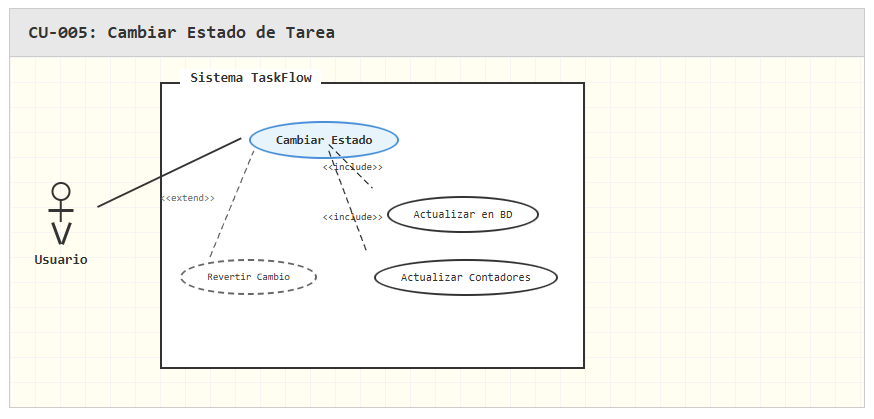 CU-005: Cambiar Estado de Tarea
Sistema TaskFlow
Cambiar Estado
<<include>>
<<extend>>
Actualizar en BD
<<include>>
Usuario
Revertir Cambio
Actualizar Contadores